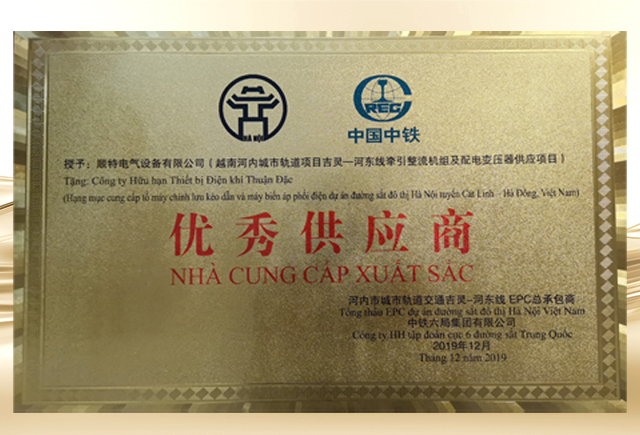 HÀ NỘI
CREC
中国中铁
授予：顺特电气设备有限公司（越南河内城市轨道项目吉灵—河东线牵引整流机组及配电变压器供应项目）
Tặng: Công ty Hữu hạn Thiết bị Điện khí Thuận Đặc
(Hạng mục cung cấp tổ máy chỉnh lưu kéo dẫn và máy biến áp phối điện dự án đường sắt đô thị Hà Nội tuyến Cát Linh – Hà Đông, Việt Nam)
优秀供应商
NHÀ CUNG CẤP XUẤT SẮC
河内市城市轨道交通吉灵-河东线 EPC总承包商
Tổng thầu EPC dự án đường sắt đô thị Hà Nội Việt Nam
中铁六局集团有限公司
Công ty HH tập đoàn cục 6 đường sắt Trung Quốc
2019年12月
Tháng 12 năm 2019